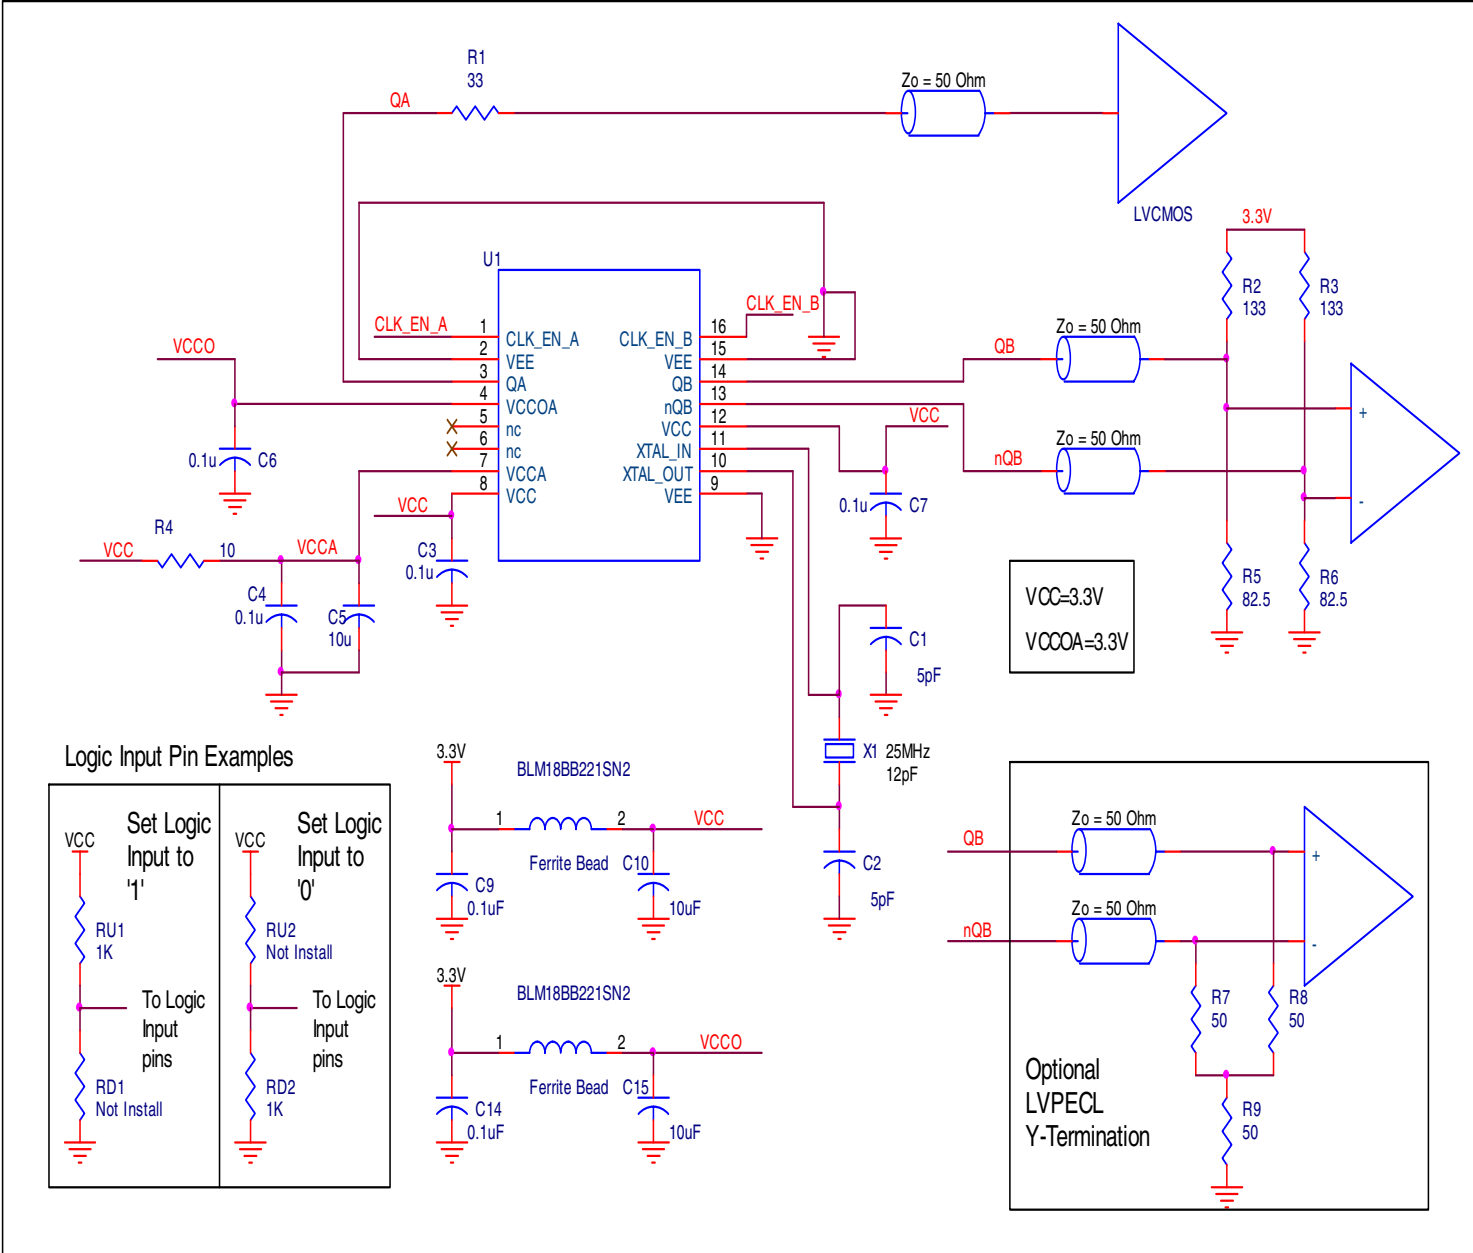 R1
33
QA
Zo = 50 Ohm
LVCMOS
3.3V
R2
133
R3
133
U1
CLK_EN_A
1
CLK_EN_A
2
VEE
3
QA
4
VCCOA
5
nc
6
nc
7
VCCA
8
VCC
CLK_EN_B
16
CLK_EN_B
15
VEE
14
QB
13
nQB
12
VCC
11
XTAL_IN
10
XTAL_OUT
9
VEE
VCCO
0.1u
C6
QB
Zo = 50 Ohm
nQB
Zo = 50 Ohm
+
-
VCC
0.1u
C7
R4
VCC
10
VCCA
C4
0.1u
C5
10u
VCC
C3
0.1u
R5
82.5
R6
82.5
VCC=3.3V
VCCOA=3.3V
C1
5pF
X1
25MHz
12pF
C2
5pF
Logic Input Pin Examples
VCC
Set Logic
Input to
'1'
RU1
1K
To Logic
Input
pins
RD1
Not Install
VCC
Set Logic
Input to
'0'
RU2
Not Install
To Logic
Input
pins
RD2
1K
3.3V
BLM18BB221SN2
1
2
VCC
Ferrite Bead
C9
0.1uF
C10
10uF
3.3V
BLM18BB221SN2
1
2
VCCO
Ferrite Bead
C14
0.1uF
C15
10uF
QB
Zo = 50 Ohm
nQB
Zo = 50 Ohm
+
-
R7
50
R8
50
R9
50
Optional
LVPECL
Y-Termination